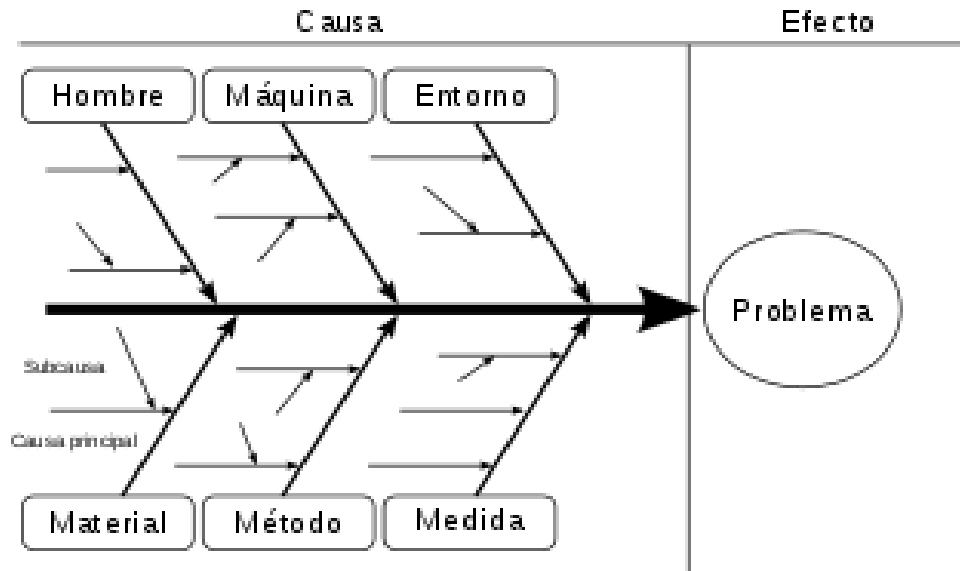 Causa
Efecto
Hombre
Máquina
Entorno
Problema
Subcausa
Causa principal
Material
Método
Medida